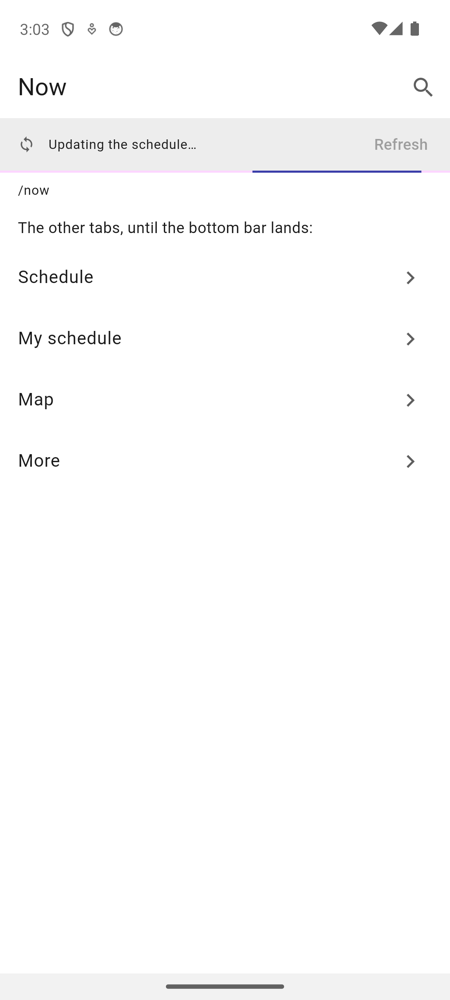 3:03
Now
Updating the schedule…
Refresh
/now
The other tabs, until the bottom bar lands:
Schedule
My schedule
Map
More